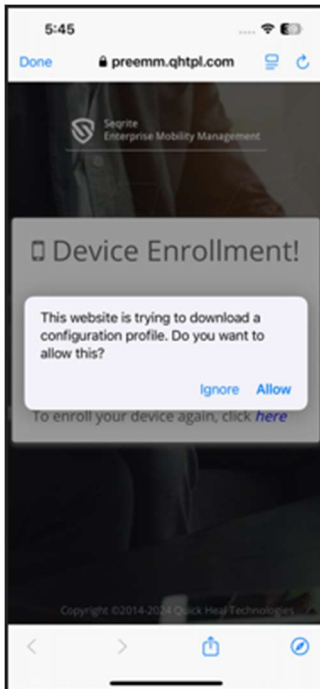 5:45
Done preemm.qhtpl.com
Seqrite
Enterprise Mobility Management
Device Enrollment!
This website is trying to download a
configuration profile. Do you want to
allow this?
Ignore Allow
To enroll your device again, click here
Copyright ©2014-2024 Quick Heal Technologies